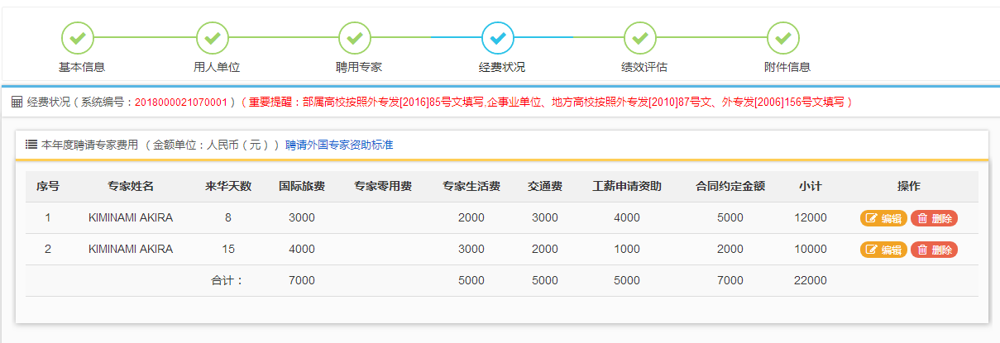 基本信息 用人单位 聘用专家 经费状况 绩效评估 附件信息
经费状况 ( 系统编号：2018000021070001 ) ( 重要提醒：部属高校按照外专发[2016]85号文填写,企事业单位、地方高校按照外专发[2010]87号文、外专发[2006]156号文填写 )
本年度聘请专家费用 （ 金额单位：人民币（ 元 ） ） 聘请外国专家资助标准
序号 专家姓名 来华天数 国际旅费 专家零用费 专家生活费 交通费 工薪申请资助 合同约定金额 小计 操作
1 KIMINAMI AKIRA 8 3000 2000 3000 4000 5000 12000 编辑 删除
2 KIMINAMI AKIRA 15 4000 3000 2000 1000 2000 10000 编辑 删除
合计： 7000 5000 5000 5000 7000 22000